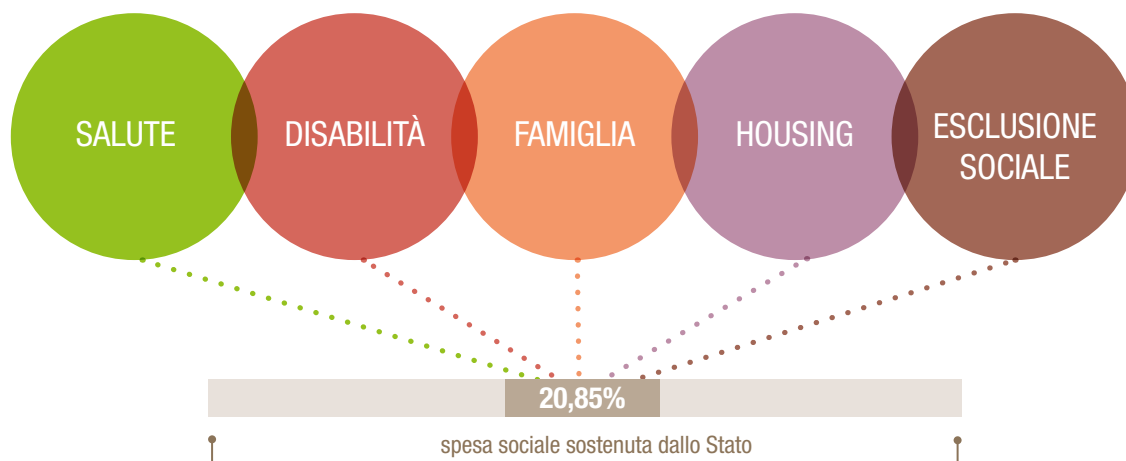 SALUTE
DISABILITÀ
FAMIGLIA
HOUSING
ESCLUSIONE
SOCIALE
20,85%
spesa sociale sostenuta dallo Stato